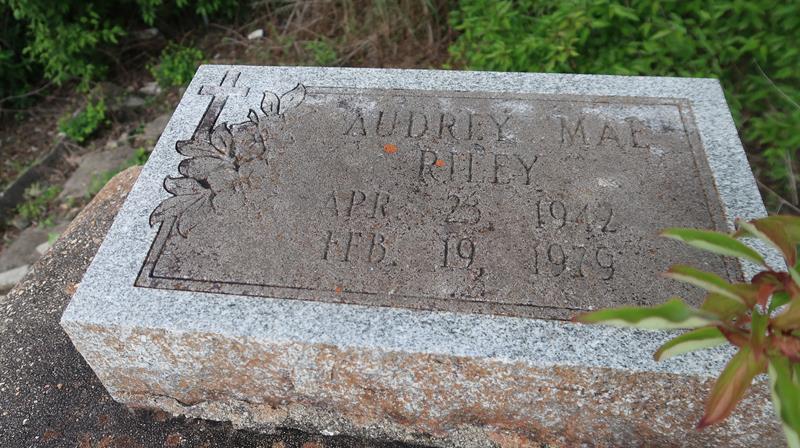 AUDREY MAE
RILEY
APR. 23, 1942
FEB. 19, 1979